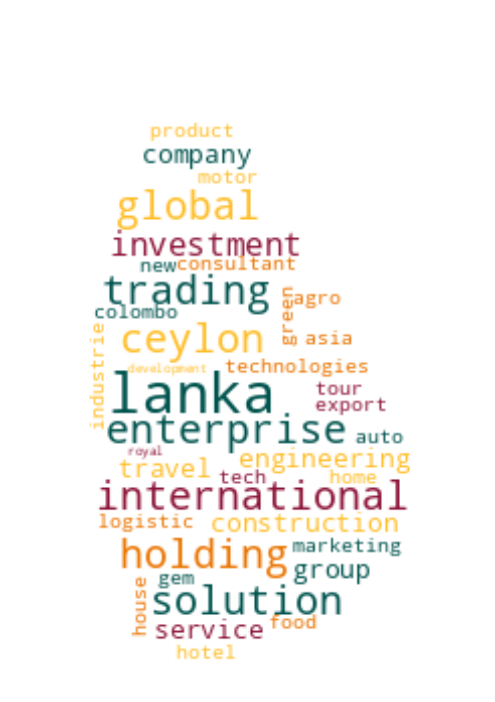 product
company
motor
global
investment
new consultant
trading
green agro
colombo
ceylon
asia
industrie
development technologies
lanka
tour
export
enterprise auto
royal
travel engineering
tech home
international
logistic construction
holding marketing
group
gem
house
solution
service food
hotel